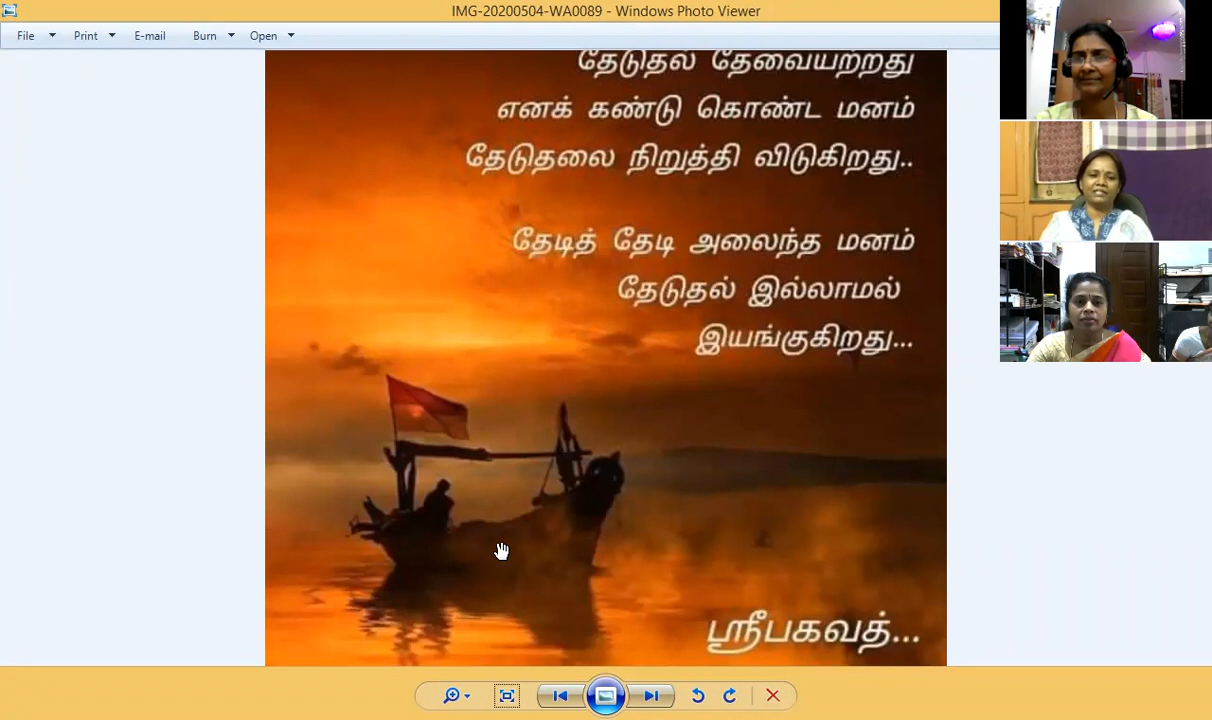 IMG-20200504-WA0089 - Windows Photo Viewer
File Print E-mail Burn Open
தேடுதல் தேவையற்றது
எனக் கண்டு கொண்ட மனம்
தேடுதலை நிறுத்தி விடுகிறது..
தேடித் தேடி அலைந்த மனம்
தேடுதல் இல்லாமல்
இயங்குகிறது...
ஸ்ரீபகவத்...